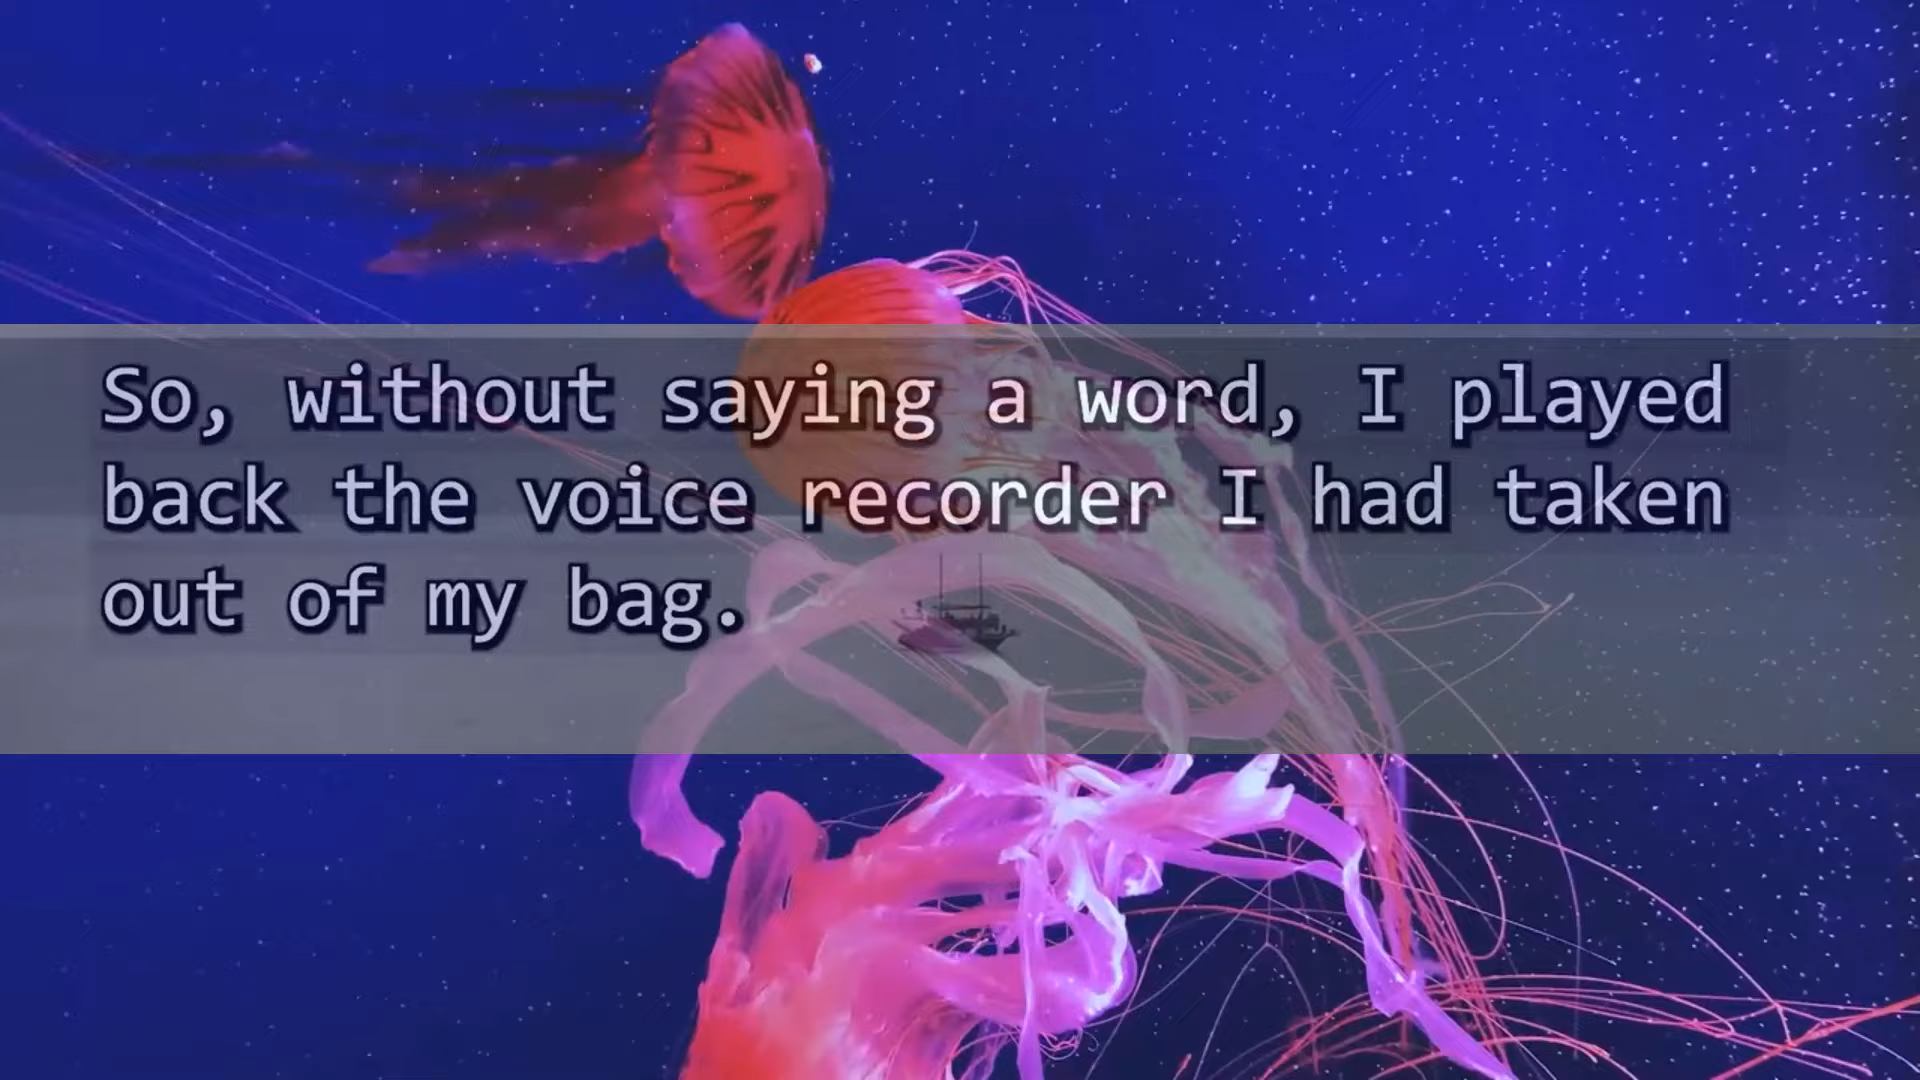 So, without saying a word, I played
back the voice recorder I had taken
out of my bag.